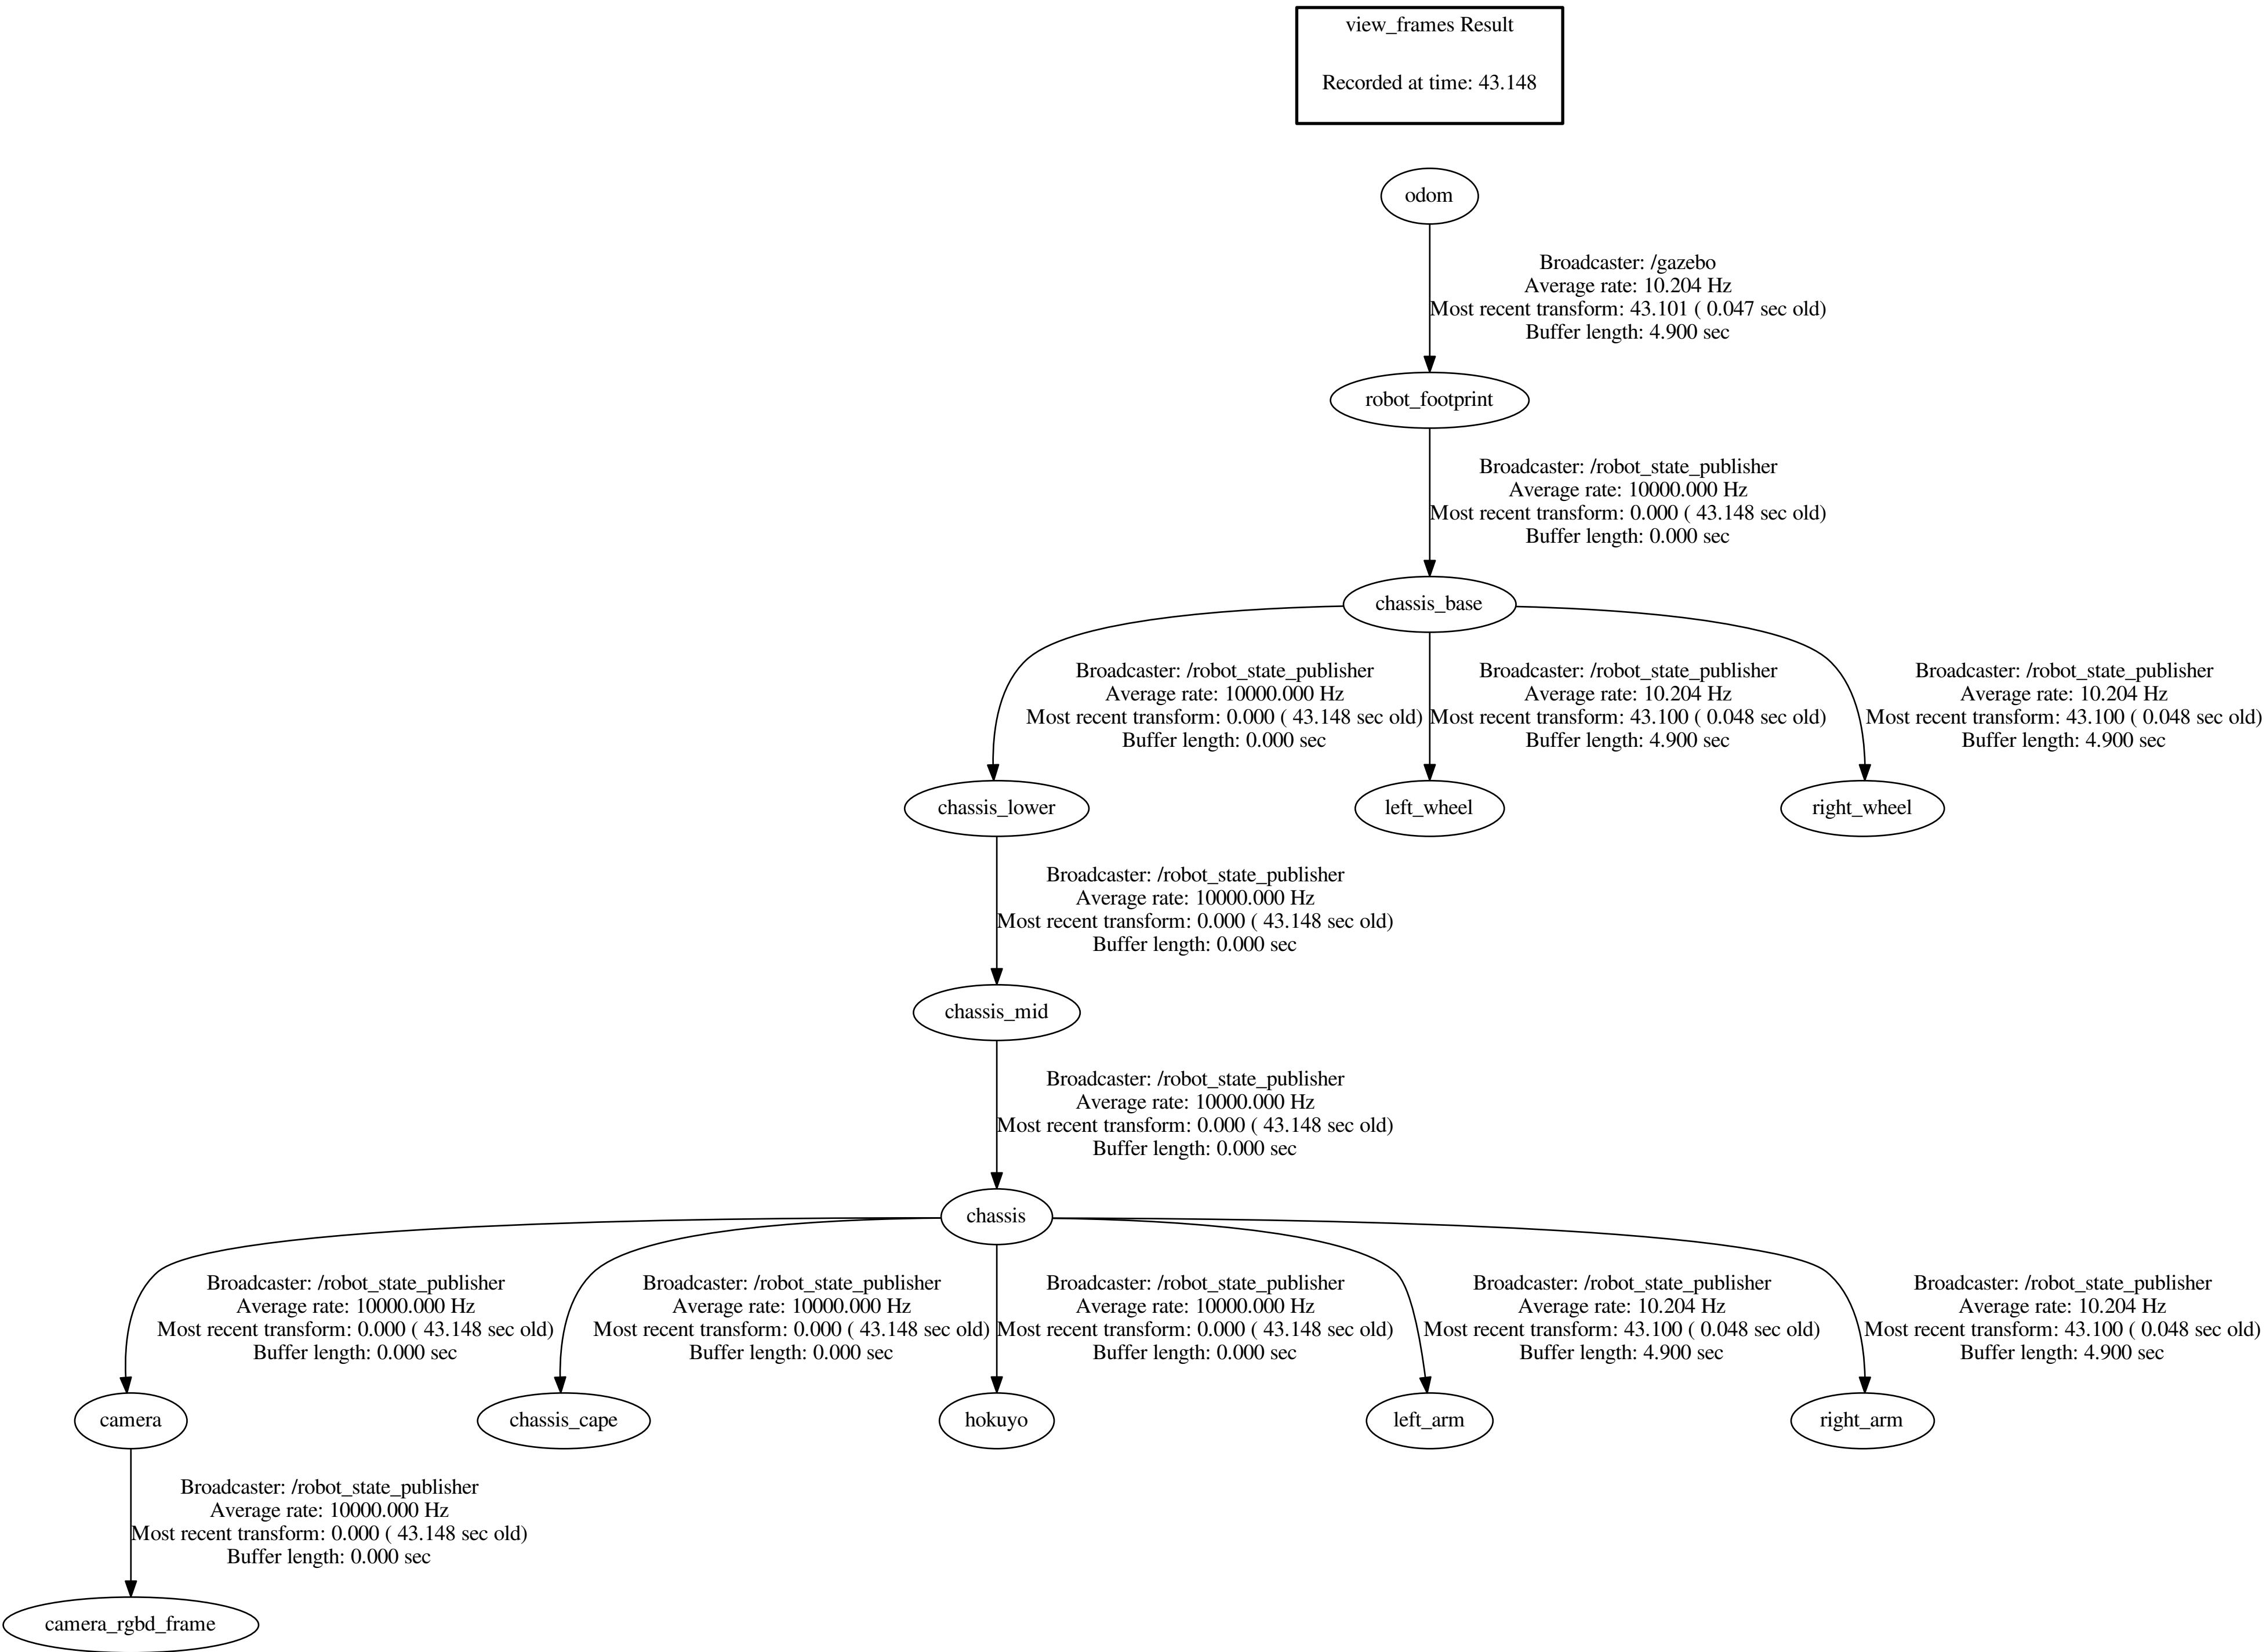 view_frames Result
Recorded at time: 43.148
odom
Broadcaster: /gazebo
Average rate: 10.204 Hz
Most recent transform: 43.101 ( 0.047 sec old)
Buffer length: 4.900 sec
robot_footprint
Broadcaster: /robot_state_publisher
Average rate: 10000.000 Hz
Most recent transform: 0.000 ( 43.148 sec old)
Buffer length: 0.000 sec
chassis_base
Broadcaster: /robot_state_publisher
Average rate: 10000.000 Hz
Most recent transform: 0.000 ( 43.148 sec old)
Buffer length: 0.000 sec
Broadcaster: /robot_state_publisher
Average rate: 10.204 Hz
Most recent transform: 43.100 ( 0.048 sec old)
Buffer length: 4.900 sec
Broadcaster: /robot_state_publisher
Average rate: 10.204 Hz
Most recent transform: 43.100 ( 0.048 sec old)
Buffer length: 4.900 sec
chassis_lower
left_wheel
right_wheel
Broadcaster: /robot_state_publisher
Average rate: 10000.000 Hz
Most recent transform: 0.000 ( 43.148 sec old)
Buffer length: 0.000 sec
chassis_mid
Broadcaster: /robot_state_publisher
Average rate: 10000.000 Hz
Most recent transform: 0.000 ( 43.148 sec old)
Buffer length: 0.000 sec
chassis
Broadcaster: /robot_state_publisher
Average rate: 10000.000 Hz
Most recent transform: 0.000 ( 43.148 sec old)
Buffer length: 0.000 sec
Broadcaster: /robot_state_publisher
Average rate: 10000.000 Hz
Most recent transform: 0.000 ( 43.148 sec old)
Buffer length: 0.000 sec
Broadcaster: /robot_state_publisher
Average rate: 10000.000 Hz
Most recent transform: 0.000 ( 43.148 sec old)
Buffer length: 0.000 sec
Broadcaster: /robot_state_publisher
Average rate: 10.204 Hz
Most recent transform: 43.100 ( 0.048 sec old)
Buffer length: 4.900 sec
Broadcaster: /robot_state_publisher
Average rate: 10.204 Hz
Most recent transform: 43.100 ( 0.048 sec old)
Buffer length: 4.900 sec
camera
chassis_cape
hokuyo
left_arm
right_arm
Broadcaster: /robot_state_publisher
Average rate: 10000.000 Hz
Most recent transform: 0.000 ( 43.148 sec old)
Buffer length: 0.000 sec
camera_rgbd_frame